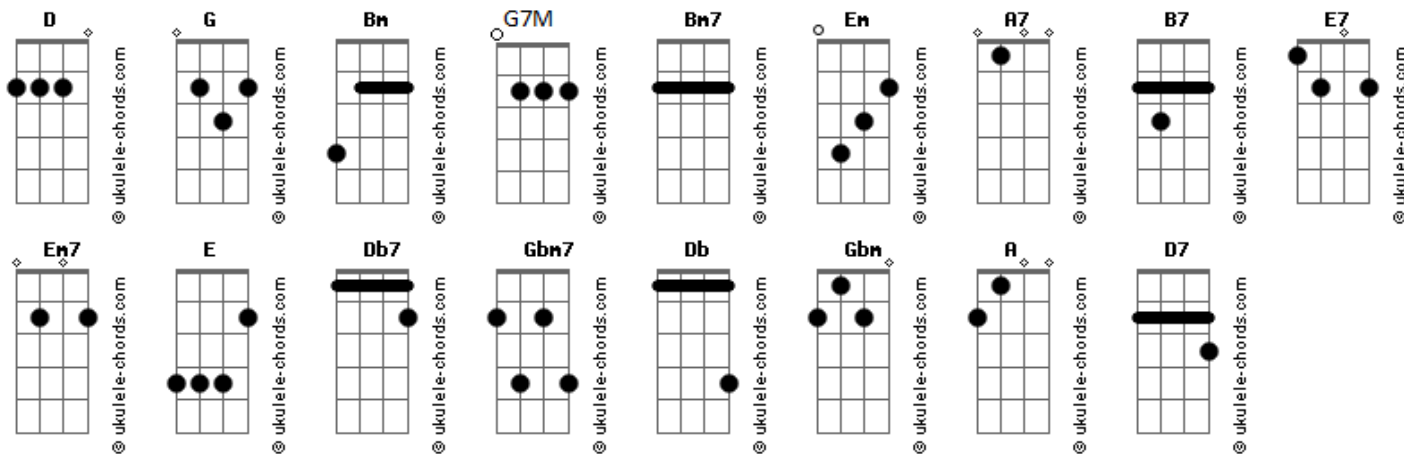 D G Bm G7M Bm7 Em A7 B7 E7
© ukulele-chords.com © ukulele-chords.com © ukulele-chords.com © ukulele-chords.com © ukulele-chords.com © ukulele-chords.com © ukulele-chords.com © ukulele-chords.com © ukulele-chords.com
Em7 E Db7 Gbm7 Db Gbm A D7
© ukulele-chords.com © ukulele-chords.com © ukulele-chords.com © ukulele-chords.com © ukulele-chords.com © ukulele-chords.com © ukulele-chords.com © ukulele-chords.com